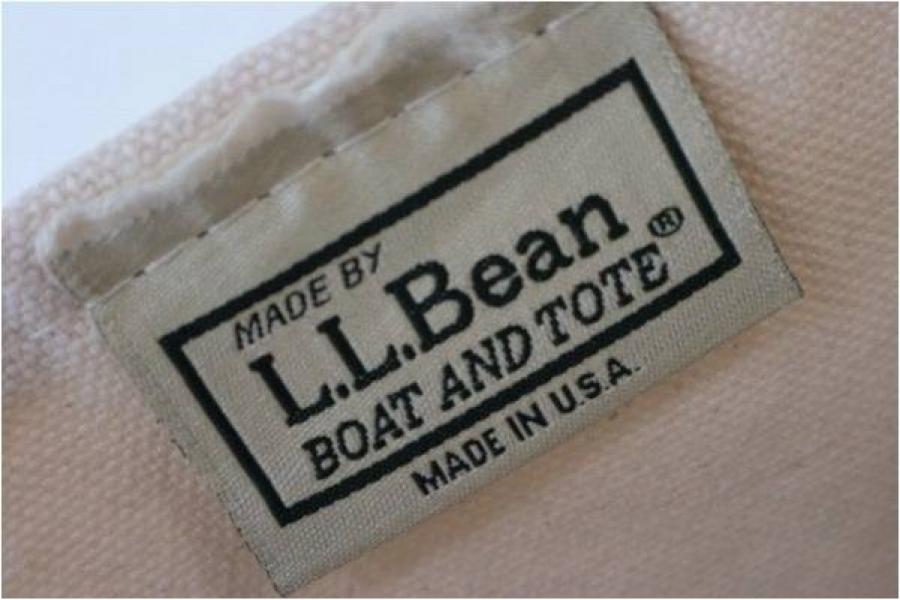 MADE BY
L.L.Bean®
BOAT AND TOTE
MADE IN U.S.A.